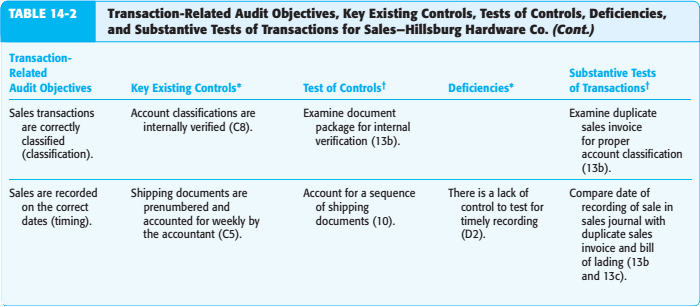 TABLE 14-2
Transaction-Related Audit Objectives, Key Existing Controls, Tests of Controls, Deficiencies,
and Substantive Tests of Transactions for Sales—Hillsburg Hardware Co. (Cont.)
Transaction-
Related
Audit Objectives
Key Existing Controls*
Test of Controls†
Deficiencies*
Substantive Tests
of Transactions†
Sales transactions
are correctly
classified
(classification).
Account classifications are
internally verified (C8).
Examine document
package for internal
verification (13b).
Examine duplicate
sales invoice
for proper
account classification
(13b).
Sales are recorded
on the correct
dates (timing).
Shipping documents are
prenumbered and
accounted for weekly by
the accountant (C5).
Account for a sequence
of shipping
documents (10).
There is a lack of
control to test for
timely recording
(D2).
Compare date of
recording of sale in
sales journal with
duplicate sales
invoice and bill
of lading (13b
and 13c).